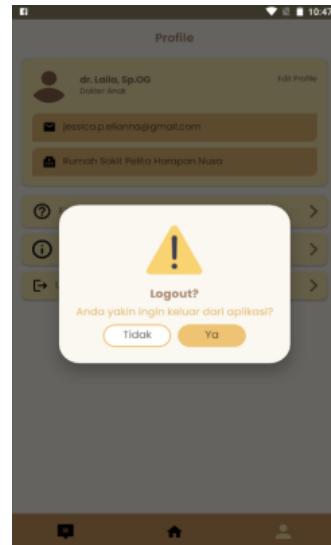 10:47
Profile
dr. Laila, Sp.OG
Edit Profile
Dokter Anak
jessica.p.elianna@gmail.com
Rumah Sakit Pelita Harapan Nusa
Logout?
Anda yakin ingin keluar dari aplikasi?
Tidak
Ya